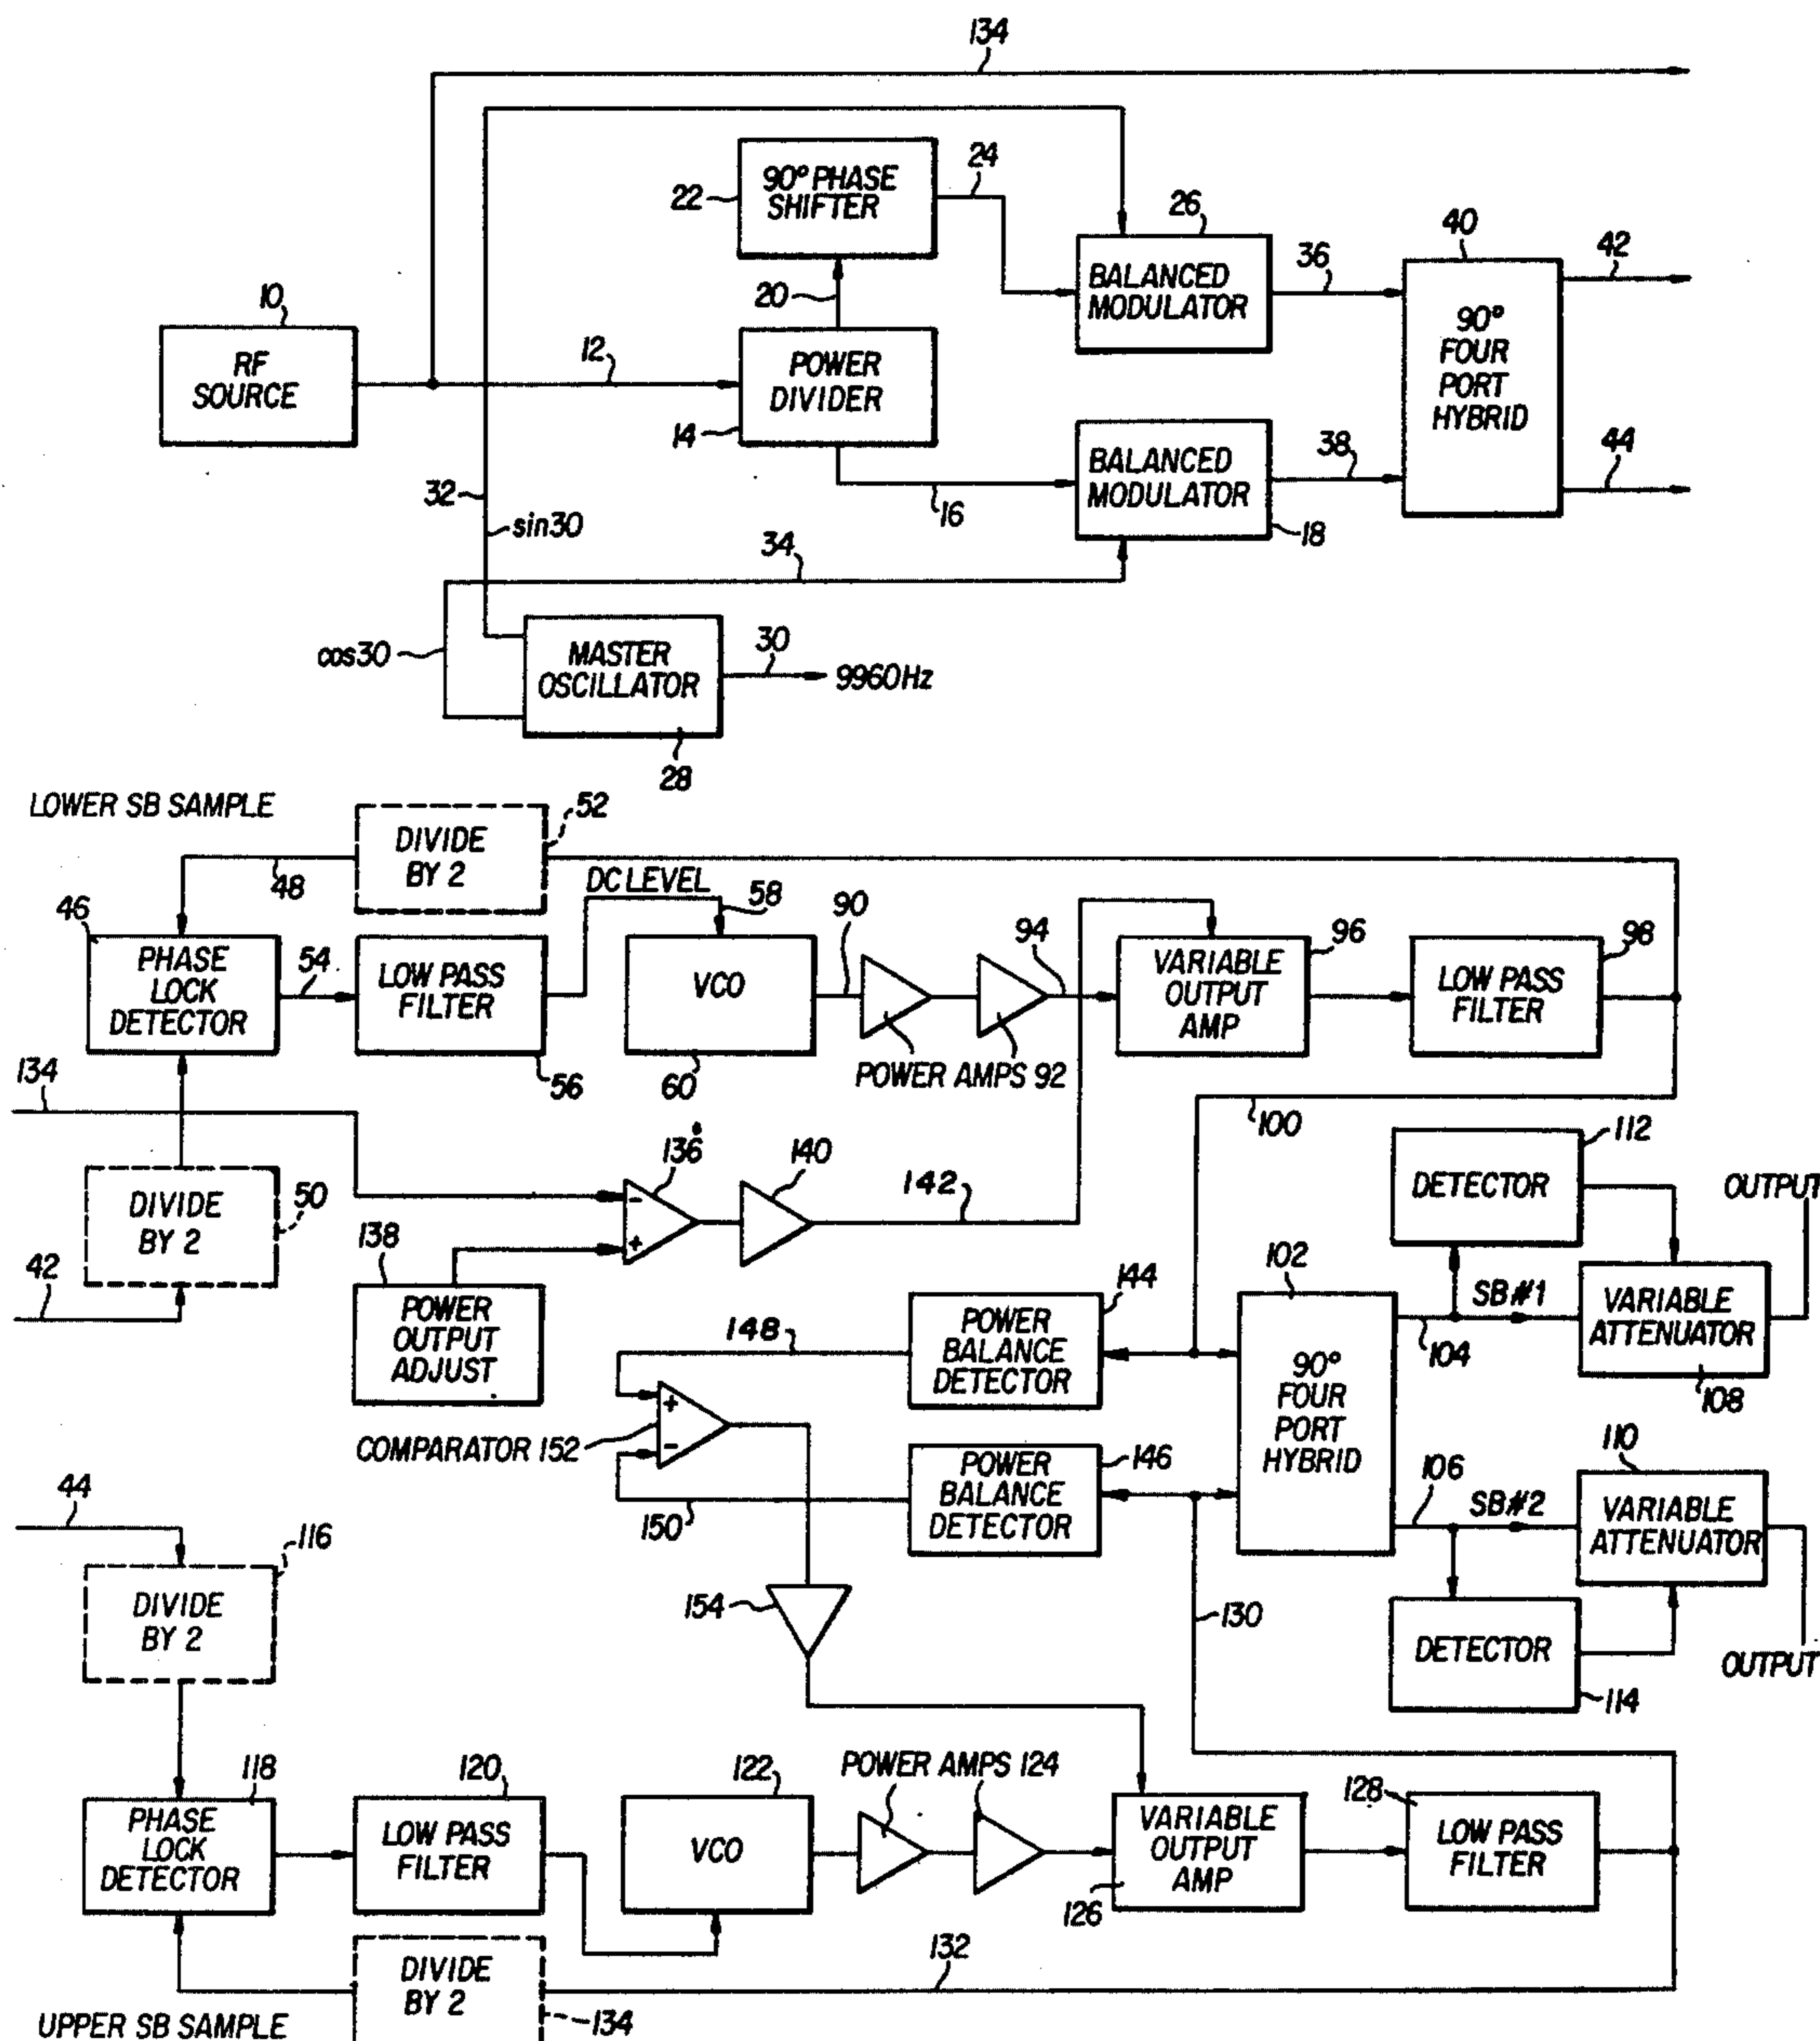 134
90° PHASE
SHIFTER
22
24
26
BALANCED
MODULATOR
36
40
90°
FOUR
PORT
HYBRID
42
44
10
RF
SOURCE
12
20
POWER
DIVIDER
14
16
BALANCED
MODULATOR
38
18
32
sin30
34
cos30
MASTER
OSCILLATOR
30
9960Hz
28
LOWER SB SAMPLE
DIVIDE
BY 2
52
48
DC LEVEL
58
46
PHASE
LOCK
DETECTOR
54
LOW PASS
FILTER
56
VCO
60
90
POWER AMPS 92
94
VARIABLE
OUTPUT
AMP
96
LOW PASS
FILTER
98
100
134
DIVIDE
BY 2
50
42
136
-
+
140
142
138
POWER
OUTPUT
ADJUST
112
DETECTOR
OUTPUT
102
90°
FOUR
PORT
HYBRID
SB#1
104
VARIABLE
ATTENUATOR
108
144
POWER
BALANCE
DETECTOR
148
+
-
COMPARATOR 152
146
POWER
BALANCE
DETECTOR
150
110
106
SB#2
VARIABLE
ATTENUATOR
DETECTOR
114
OUTPUT
44
116
DIVIDE
BY 2
154
130
118
PHASE
LOCK
DETECTOR
120
LOW PASS
FILTER
122
VCO
POWER AMPS 124
VARIABLE
OUTPUT
AMP
126
128
LOW PASS
FILTER
132
DIVIDE
BY 2
134
UPPER SB SAMPLE